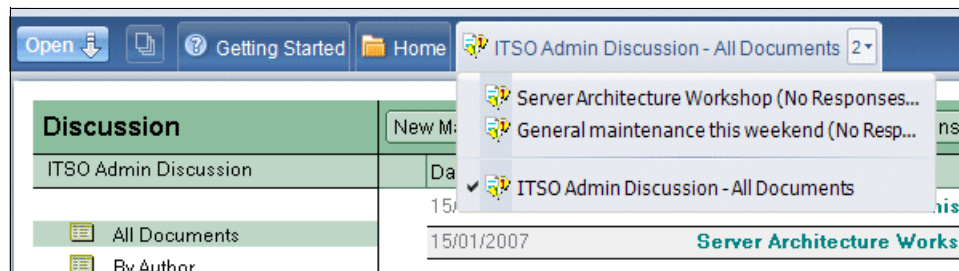 Open Getting Started Home ITSO Admin Discussion - All Documents 2
Server Architecture Workshop (No Responses...
General maintenance this weekend (No Resp...
Discussion New
ITSO Admin Discussion
ITSO Admin Discussion - All Documents
All Documents
15/01/2007 Server Architecture Works
By Author